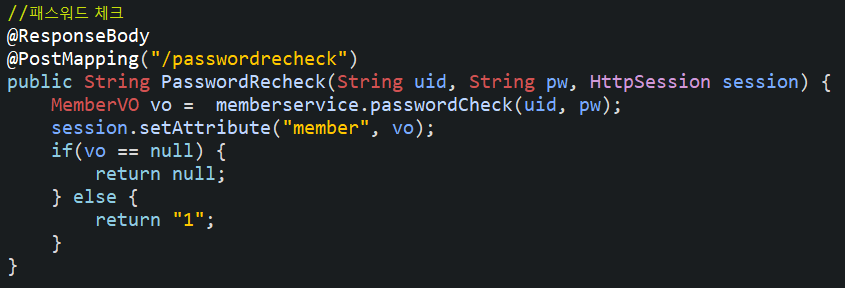 //패스워드 체크
@ResponseBody
@PostMapping("/passwordrecheck")
public String PasswordRecheck(String uid, String pw, HttpSession session) {
    MemberVO vo =  memberservice.passwordCheck(uid, pw);
    session.setAttribute("member", vo);
    if(vo == null) {
        return null;
    } else {
        return "1";
    }
}